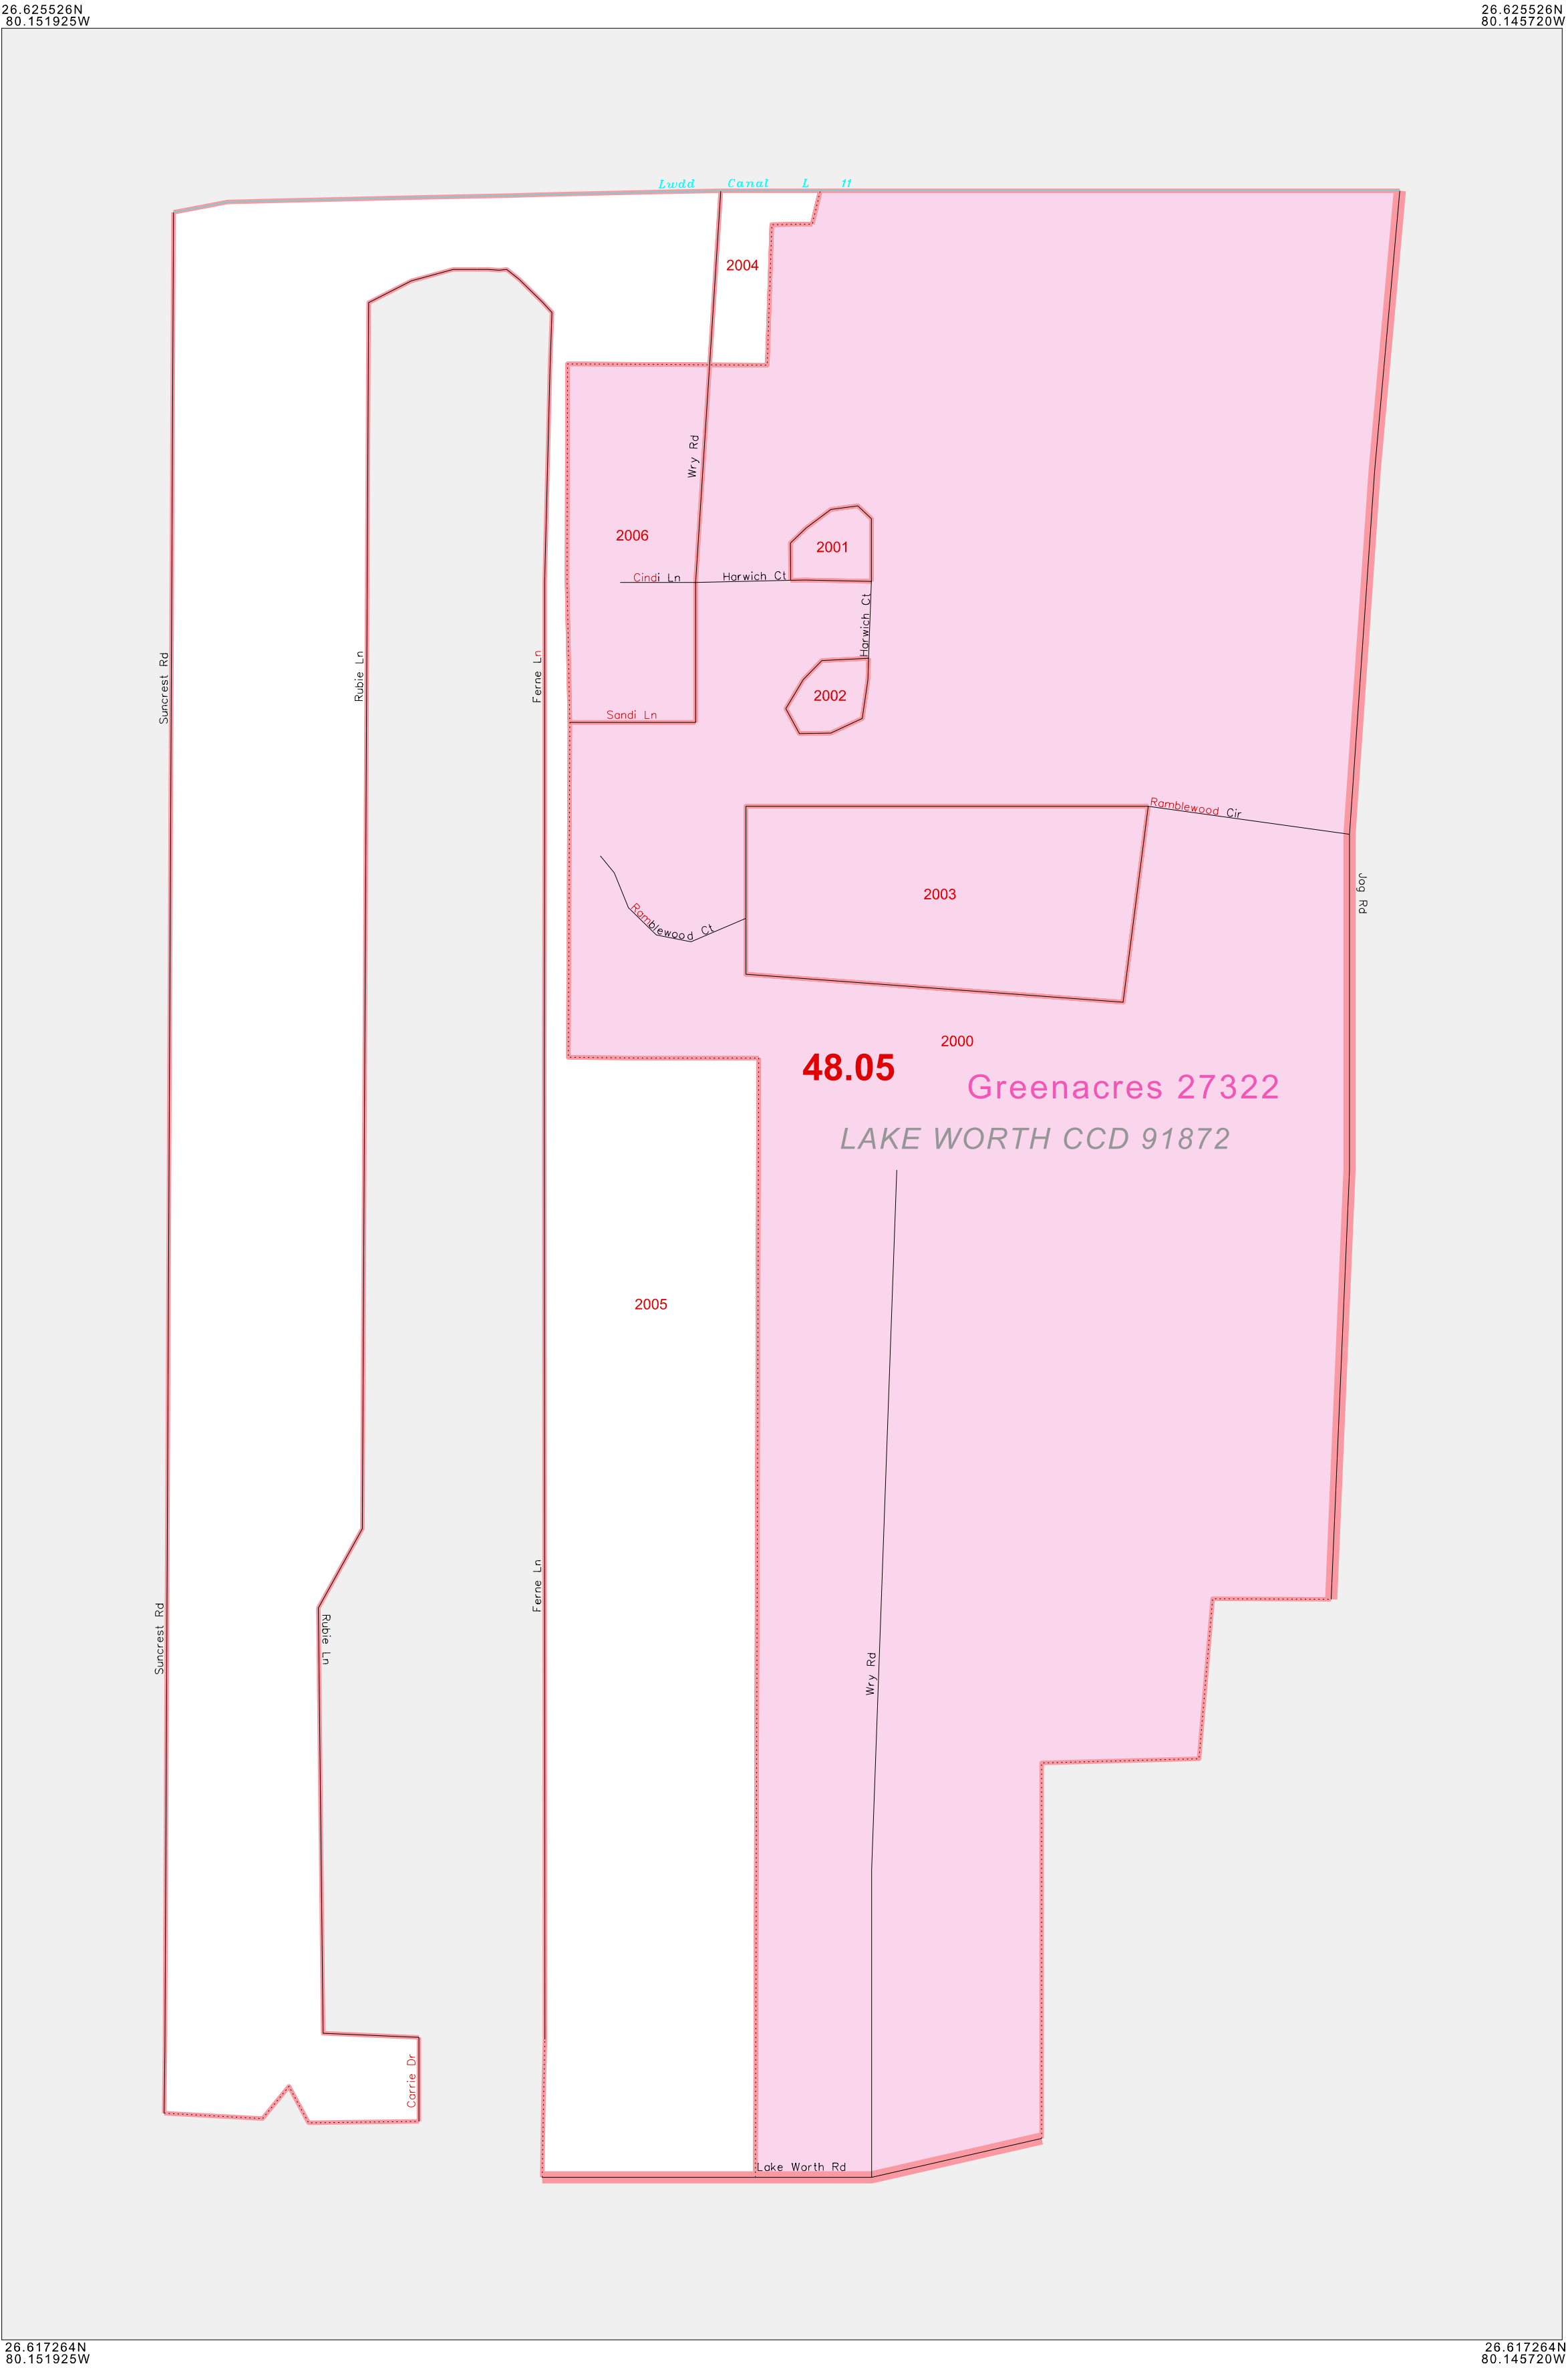 26.625526N
80.151925W
26.625526N
80.145720W
Lwdd Canal L 11
2004
Wry Rd
2006
2001
Cindi Ln
Harwich Ct
Harwich Ct
Suncrest Rd
Rubie Ln
Ferne Ln
2002
Sandi Ln
Ramblewood Cir
Jog Rd
2003
Ramblewood Ct
2000
48.05
Greenacres 27322
LAKE WORTH CCD 91872
2005
Ferne Ln
Suncrest Rd
Rubie Ln
Wry Rd
Carrie Dr
Lake Worth Rd
26.617264N
80.151925W
26.617264N
80.145720W